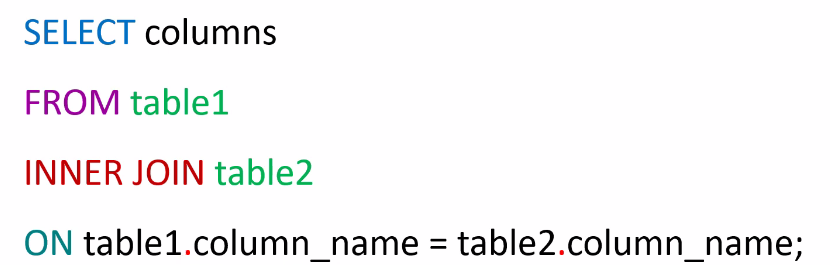 SELECT columns
FROM table1
INNER JOIN table2
ON table1.column_name = table2.column_name;